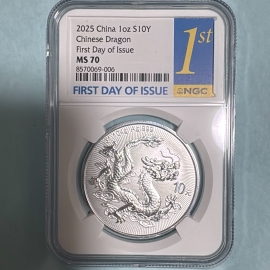 2025 China 1oz S10Y
Chinese Dragon
First Day of Issue
MS 70
8570069-006
1st
FIRST DAY OF ISSUE
NGC
10